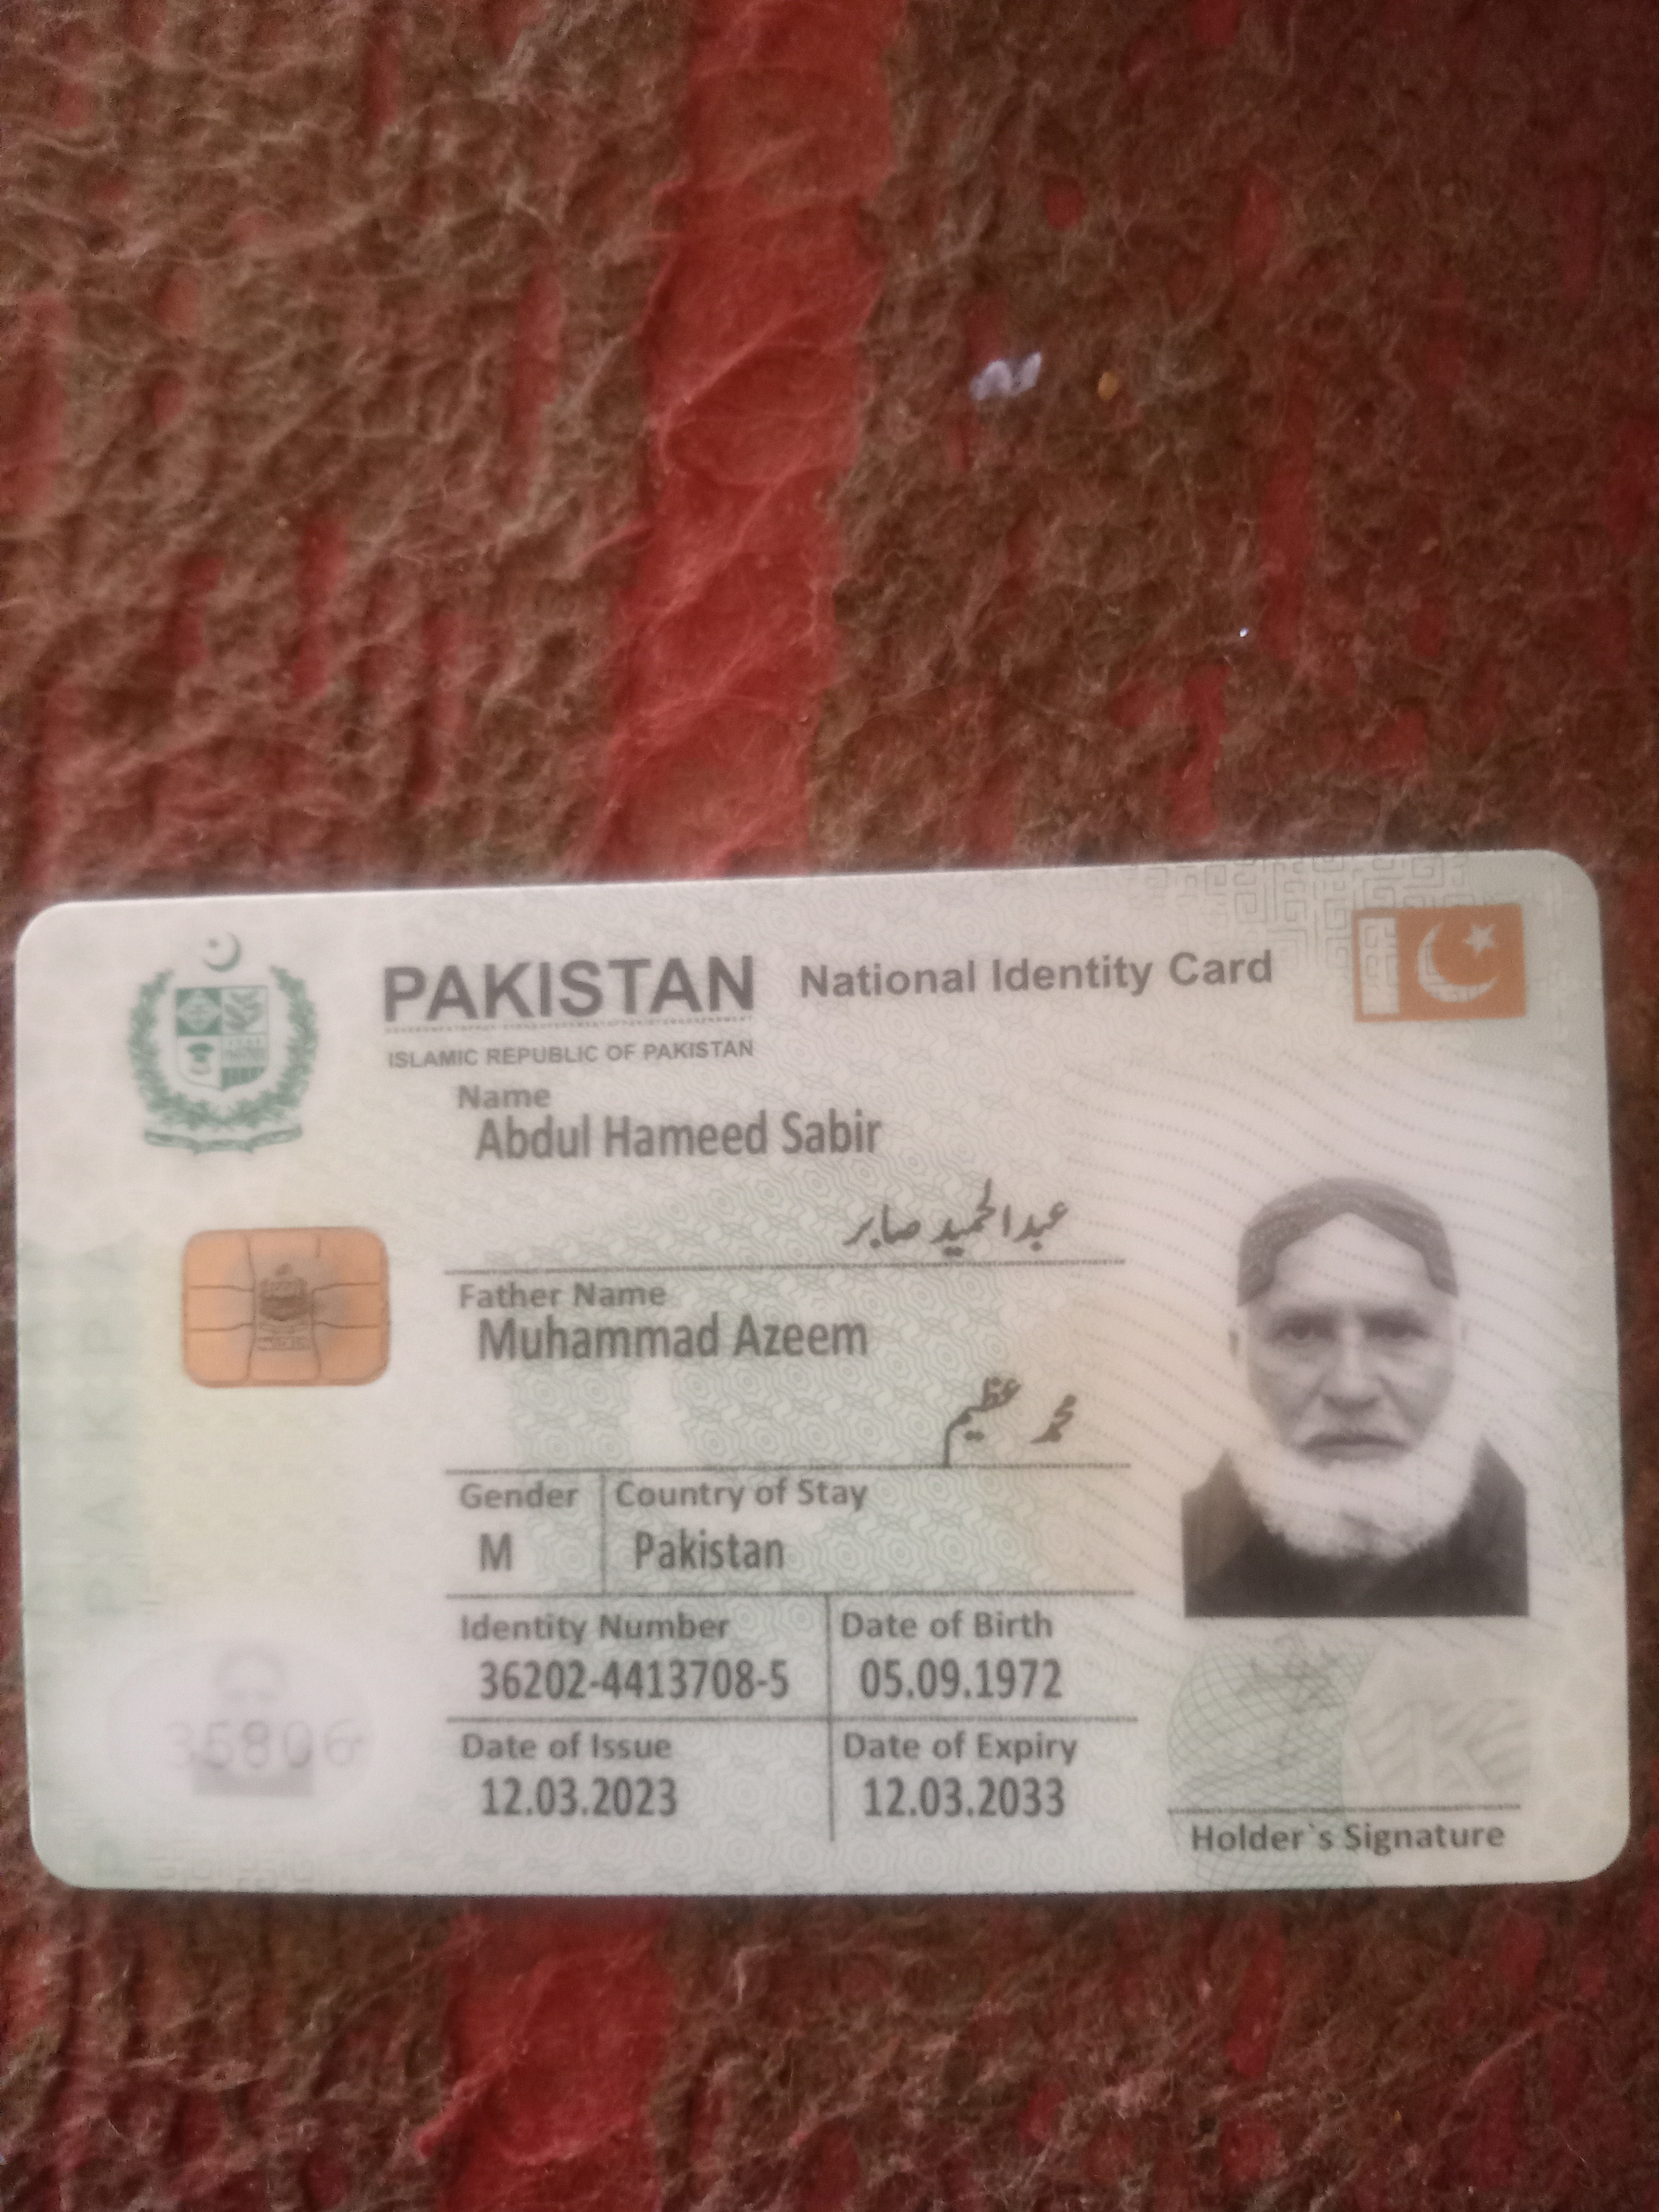 PAKISTAN National Identity Card
ISLAMIC REPUBLIC OF PAKISTAN
Name
Abdul Hameed Sabir
عبدالحمید صابر
Father Name
Muhammad Azeem
محمد عظیم
Gender Country of Stay
M Pakistan
Identity Number Date of Birth
36202-4413708-5 05.09.1972
Date of Issue Date of Expiry
12.03.2023 12.03.2033
Holder`s Signature